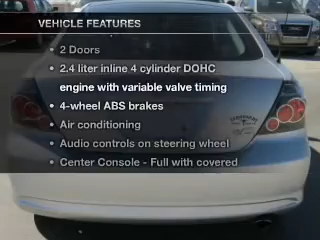 VEHICLE FEATURES
• 2 Doors
• 2.4 liter inline 4 cylinder DOHC
engine with variable valve timing
• 4-wheel ABS brakes
• Air conditioning
• Audio controls on steering wheel
• Center Console - Full with covered